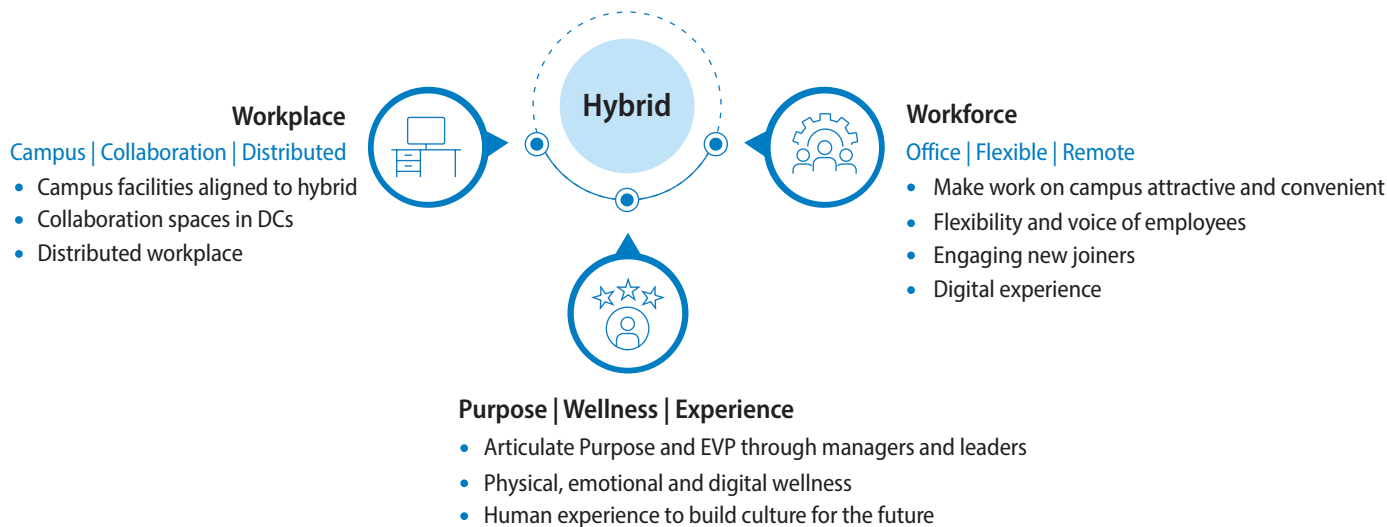 Hybrid
Workplace
Campus | Collaboration | Distributed
• Campus facilities aligned to hybrid
• Collaboration spaces in DCs
• Distributed workplace
Workforce
Office | Flexible | Remote
• Make work on campus attractive and convenient
• Flexibility and voice of employees
• Engaging new joiners
• Digital experience
Purpose | Wellness | Experience
• Articulate Purpose and EVP through managers and leaders
• Physical, emotional and digital wellness
• Human experience to build culture for the future